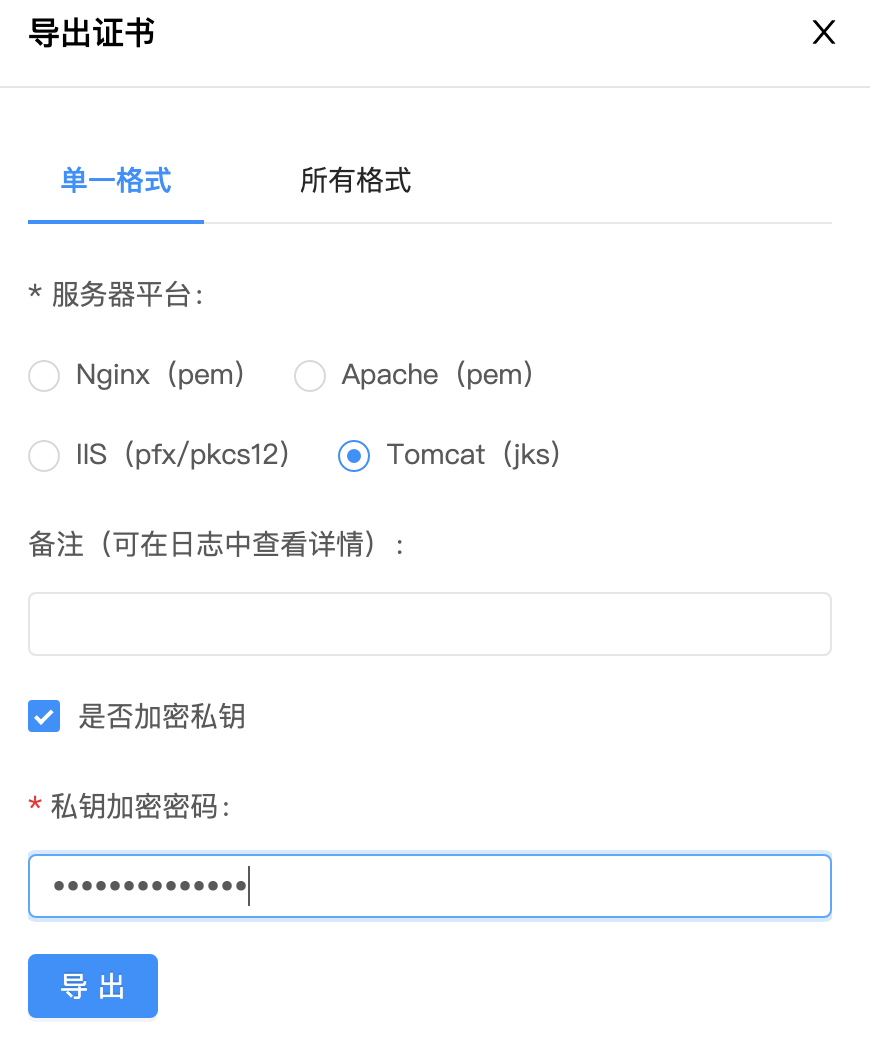 导出证书
单一格式 所有格式
* 服务器平台：
Nginx（pem） Apache（pem）
IIS（pfx/pkcs12） Tomcat（jks）
备注（可在日志中查看详情）：
是否加密私钥
* 私钥加密密码：
••••••••••••••
导 出